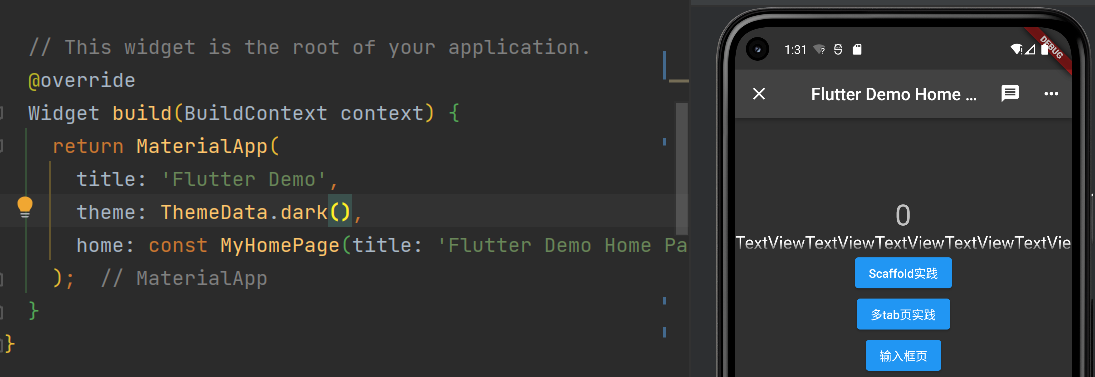 // This widget is the root of your application.
@override
Widget build(BuildContext context) {
return MaterialApp(
title: 'Flutter Demo',
theme: ThemeData.dark(),
home: const MyHomePage(title: 'Flutter Demo Home Pa
); // MaterialApp
}
}
1:31
DEBUG
Flutter Demo Home ...
0
TextViewTextViewTextViewTextViewTextVie
Scaffold实践
多tab页实践
输入框页